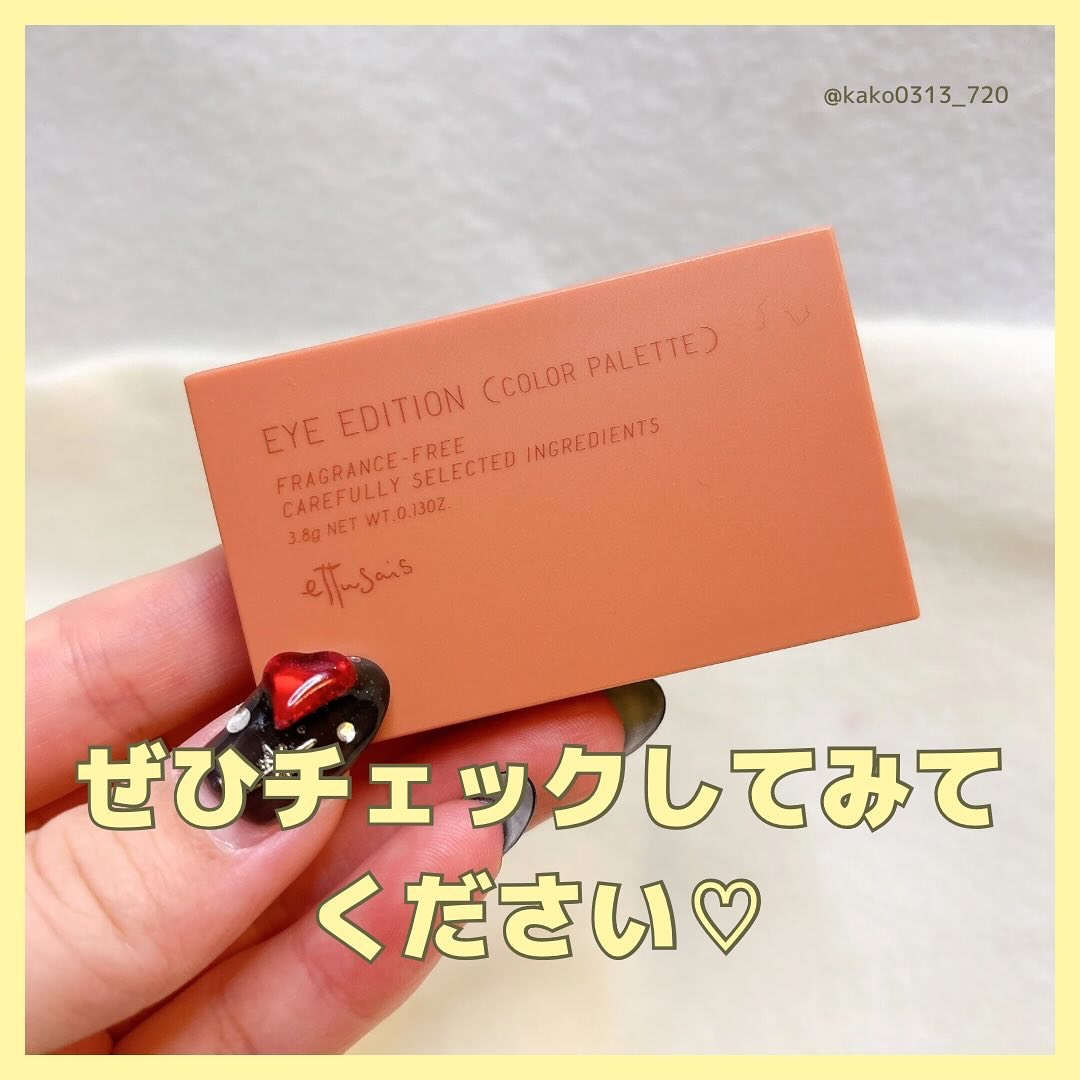 @kako0313_720
EYE EDITION (COLOR PALETTE)
FRAGRANCE-FREE
CAREFULLY SELECTED INGREDIENTS
3.8g NET WT.0.13OZ.
ettusais
ぜひチェックしてみて
ください♡